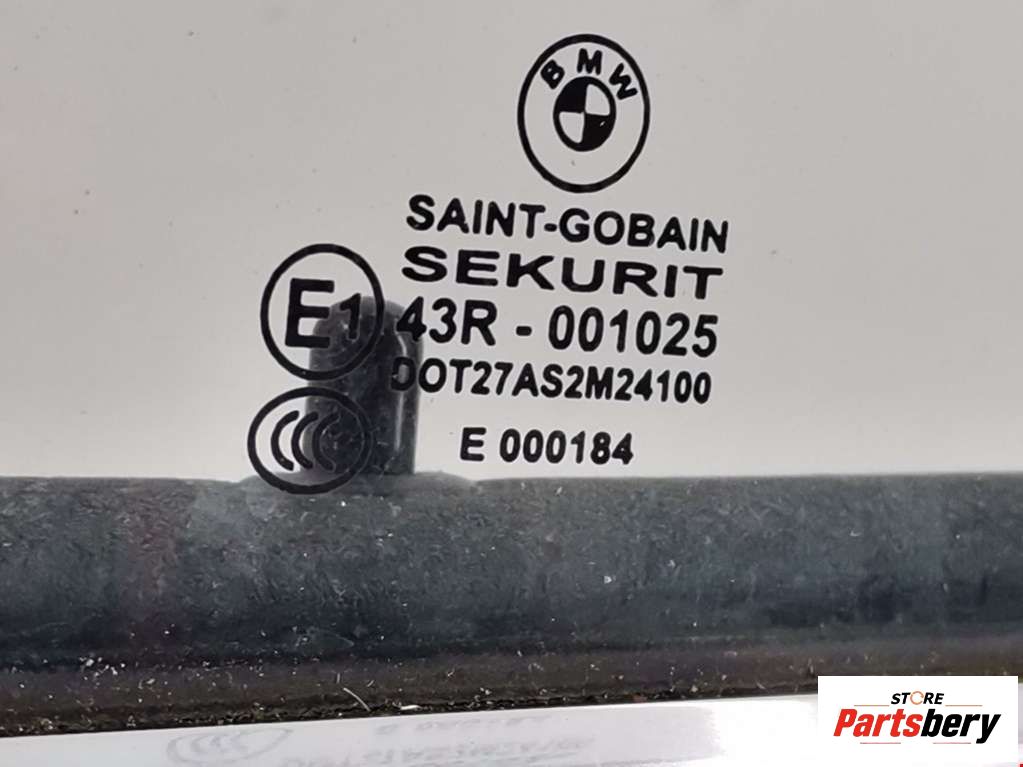 BMW
SAINT-GOBAIN
SEKURIT
E1 43R - 001025
DOT27AS2M24100
E 000184
STORE
Partsbery